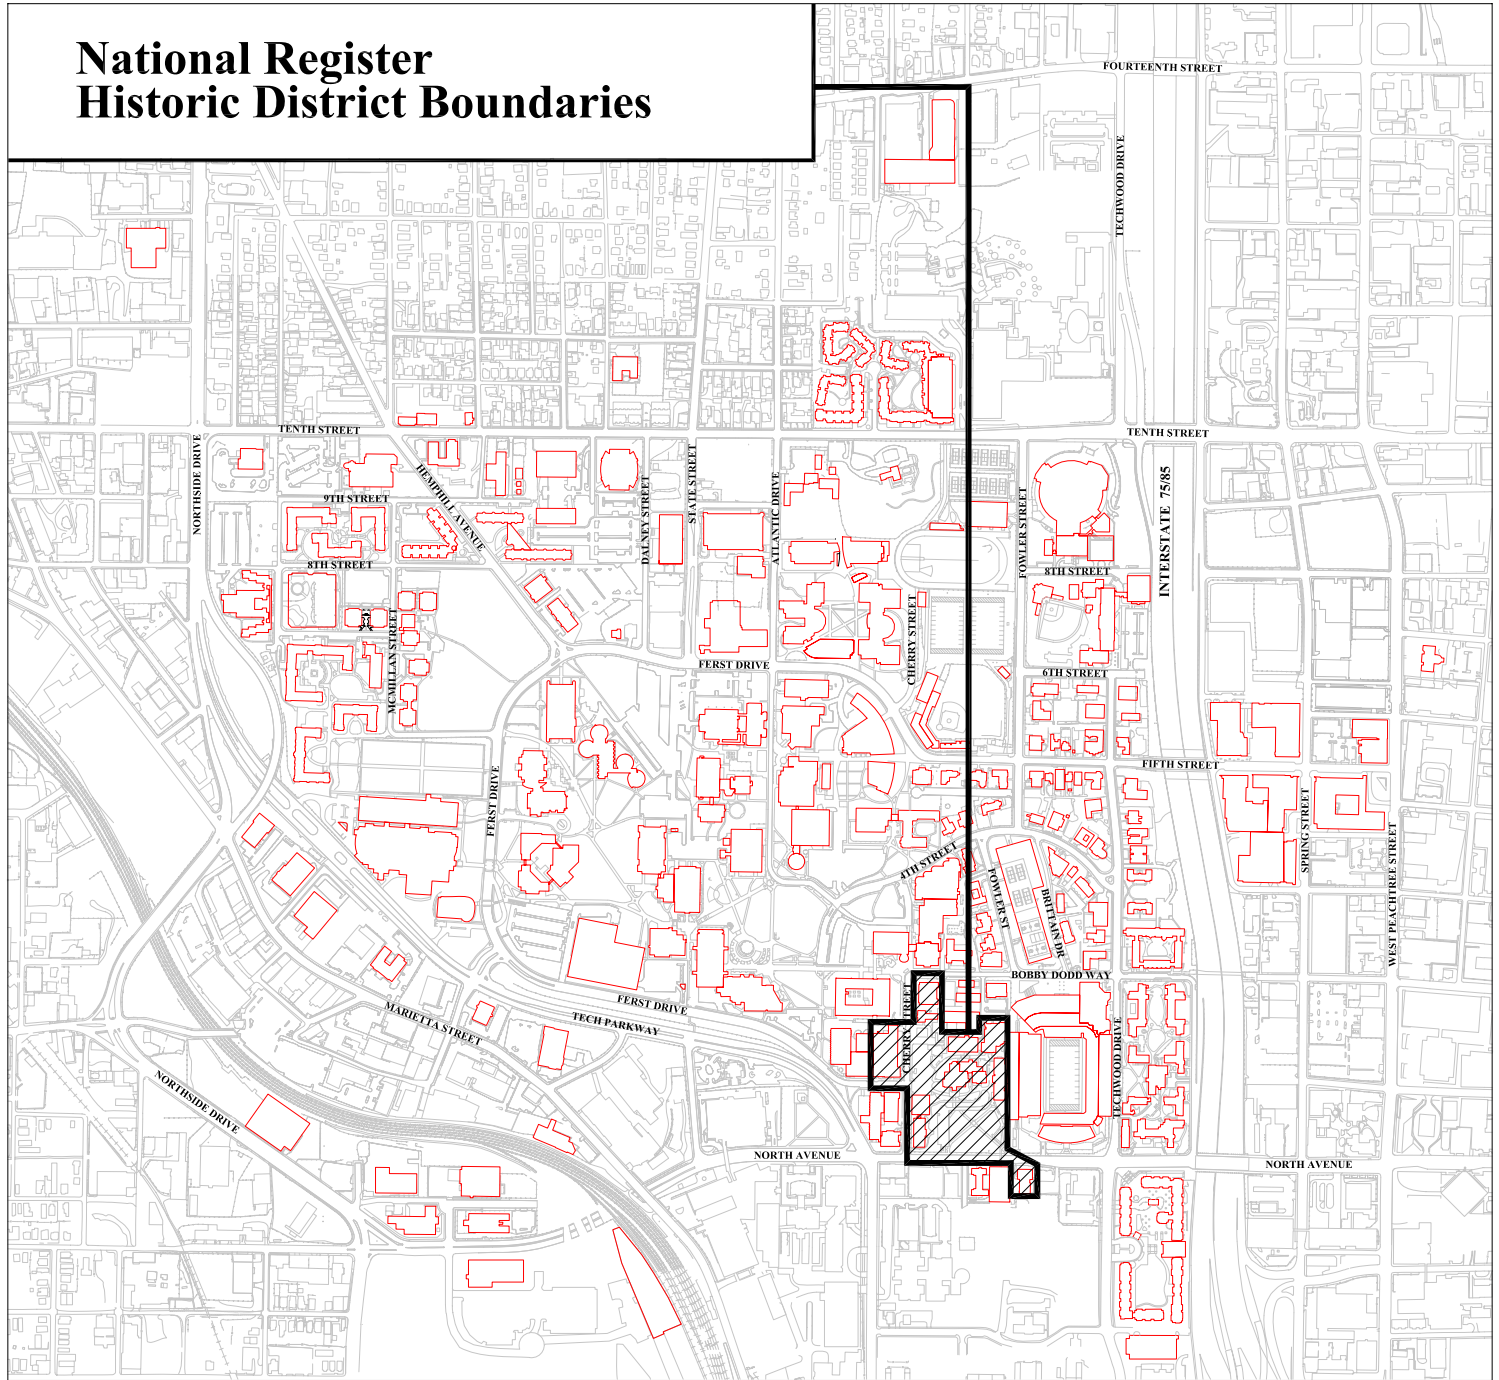 National Register
Historic District Boundaries
FOURTEENTH STREET
TECHWOOD DRIVE
TENTH STREET
TENTH STREET
NORTHSIDE DRIVE
HEMPHILL AVENUE
9TH STREET
8TH STREET
DALNEY STREET
STATE STREET
ATLANTIC DRIVE
FOWLER STREET
INTERSTATE 75/85
8TH STREET
CHERRY STREET
MCMILLAN STREET
FERST DRIVE
6TH STREET
FIFTH STREET
FERST DRIVE
SPRING STREET
WEST PEACHTREE STREET
4TH STREET
FOWLER ST
BRITTAIN DR
BOBBY DODD WAY
FERST DRIVE
TECH PARKWAY
MARIETTA STREET
CHERRY STREET
TECHWOOD DRIVE
NORTHSIDE DRIVE
NORTH AVENUE
NORTH AVENUE